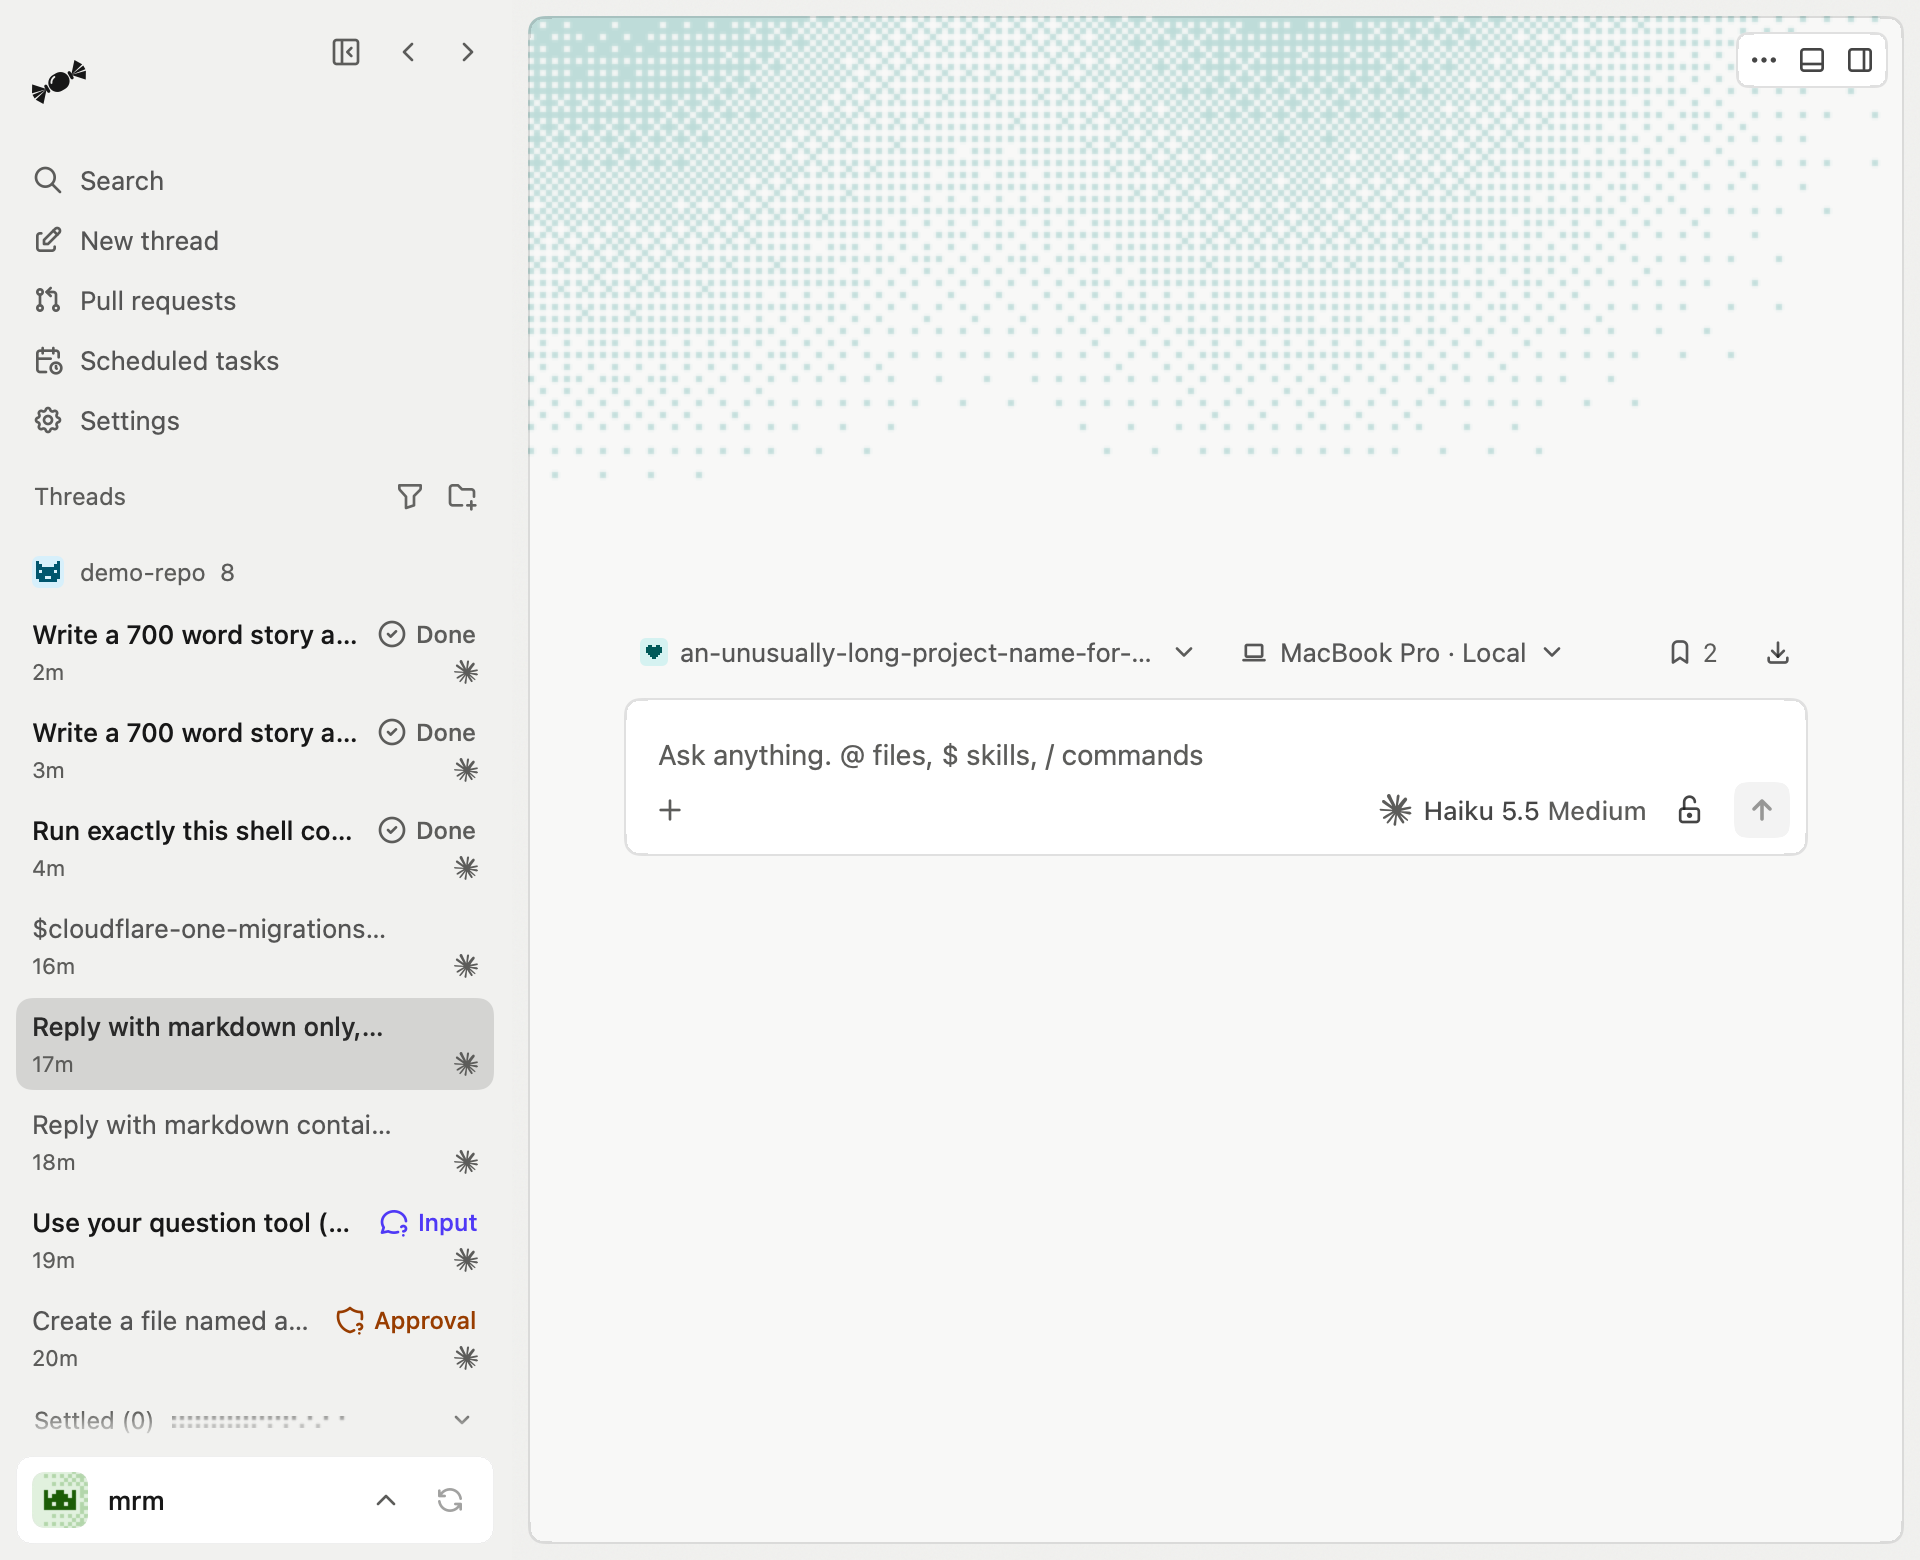 Search
New thread
Pull requests
Scheduled tasks
Settings
Threads
demo-repo 8
Write a 700 word story a... Done
2m
Write a 700 word story a... Done
3m
Run exactly this shell co... Done
4m
$cloudflare-one-migrations...
16m
Reply with markdown only,...
17m
Reply with markdown contai...
18m
Use your question tool (... Input
19m
Create a file named a... Approval
20m
Settled (0)
mrm
an-unusually-long-project-name-for-... MacBook Pro · Local 2
Ask anything. @ files, $ skills, / commands
Haiku 5.5 Medium